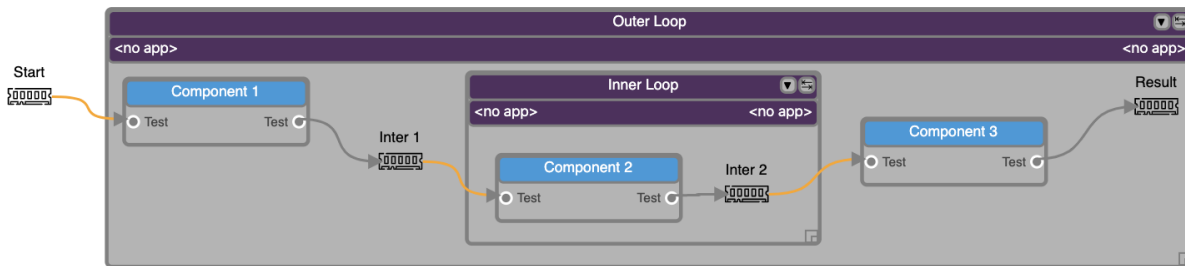 Outer Loop
<no app>
<no app>
Start
Component 1
Test
Test
Inter 1
Inner Loop
<no app>
<no app>
Component 2
Test
Test
Inter 2
Component 3
Test
Test
Result